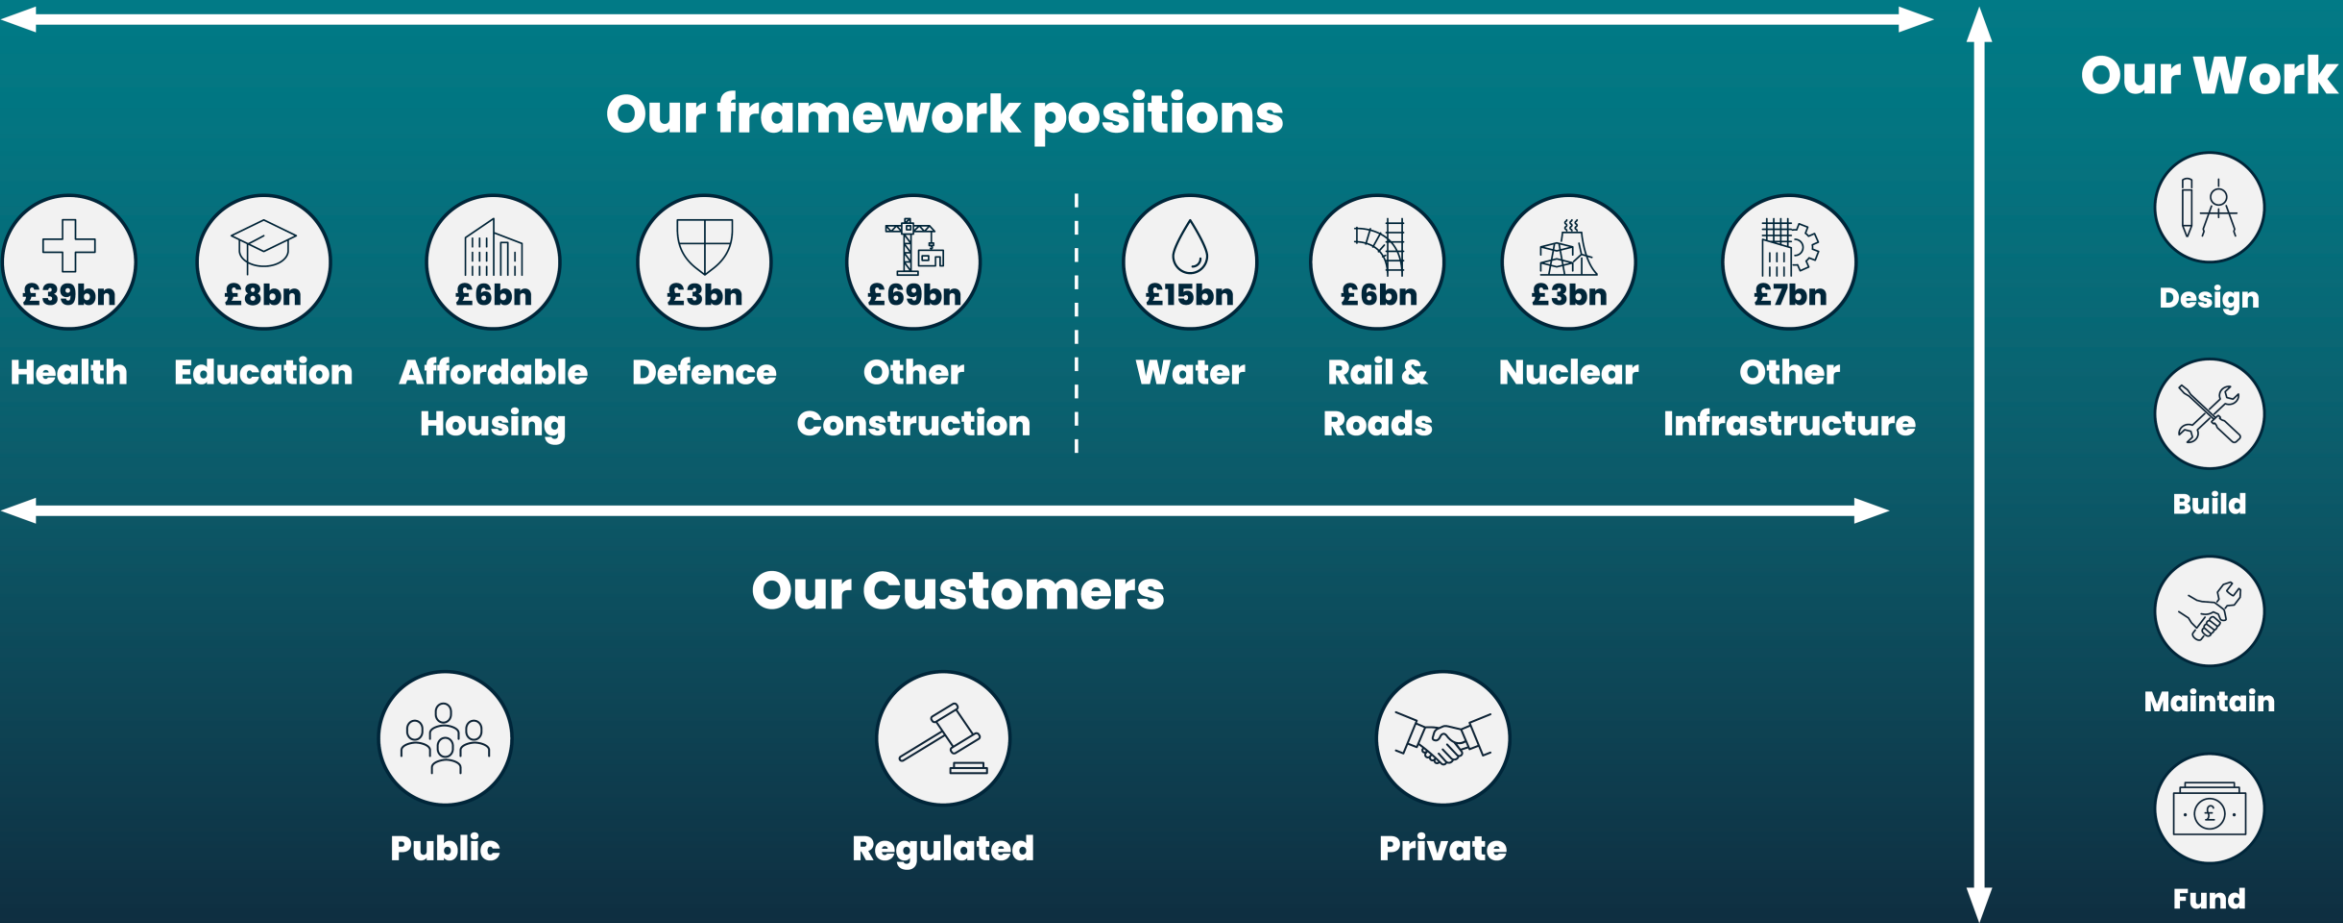 Our framework positions
£39bn
Health
£8bn
Education
£6bn
Affordable
Housing
£3bn
Defence
£69bn
Other
Construction
£15bn
Water
£6bn
Rail &
Roads
£3bn
Nuclear
£7bn
Other
Infrastructure
Our Customers
Public
Regulated
Private
Our Work
Design
Build
Maintain
£
Fund